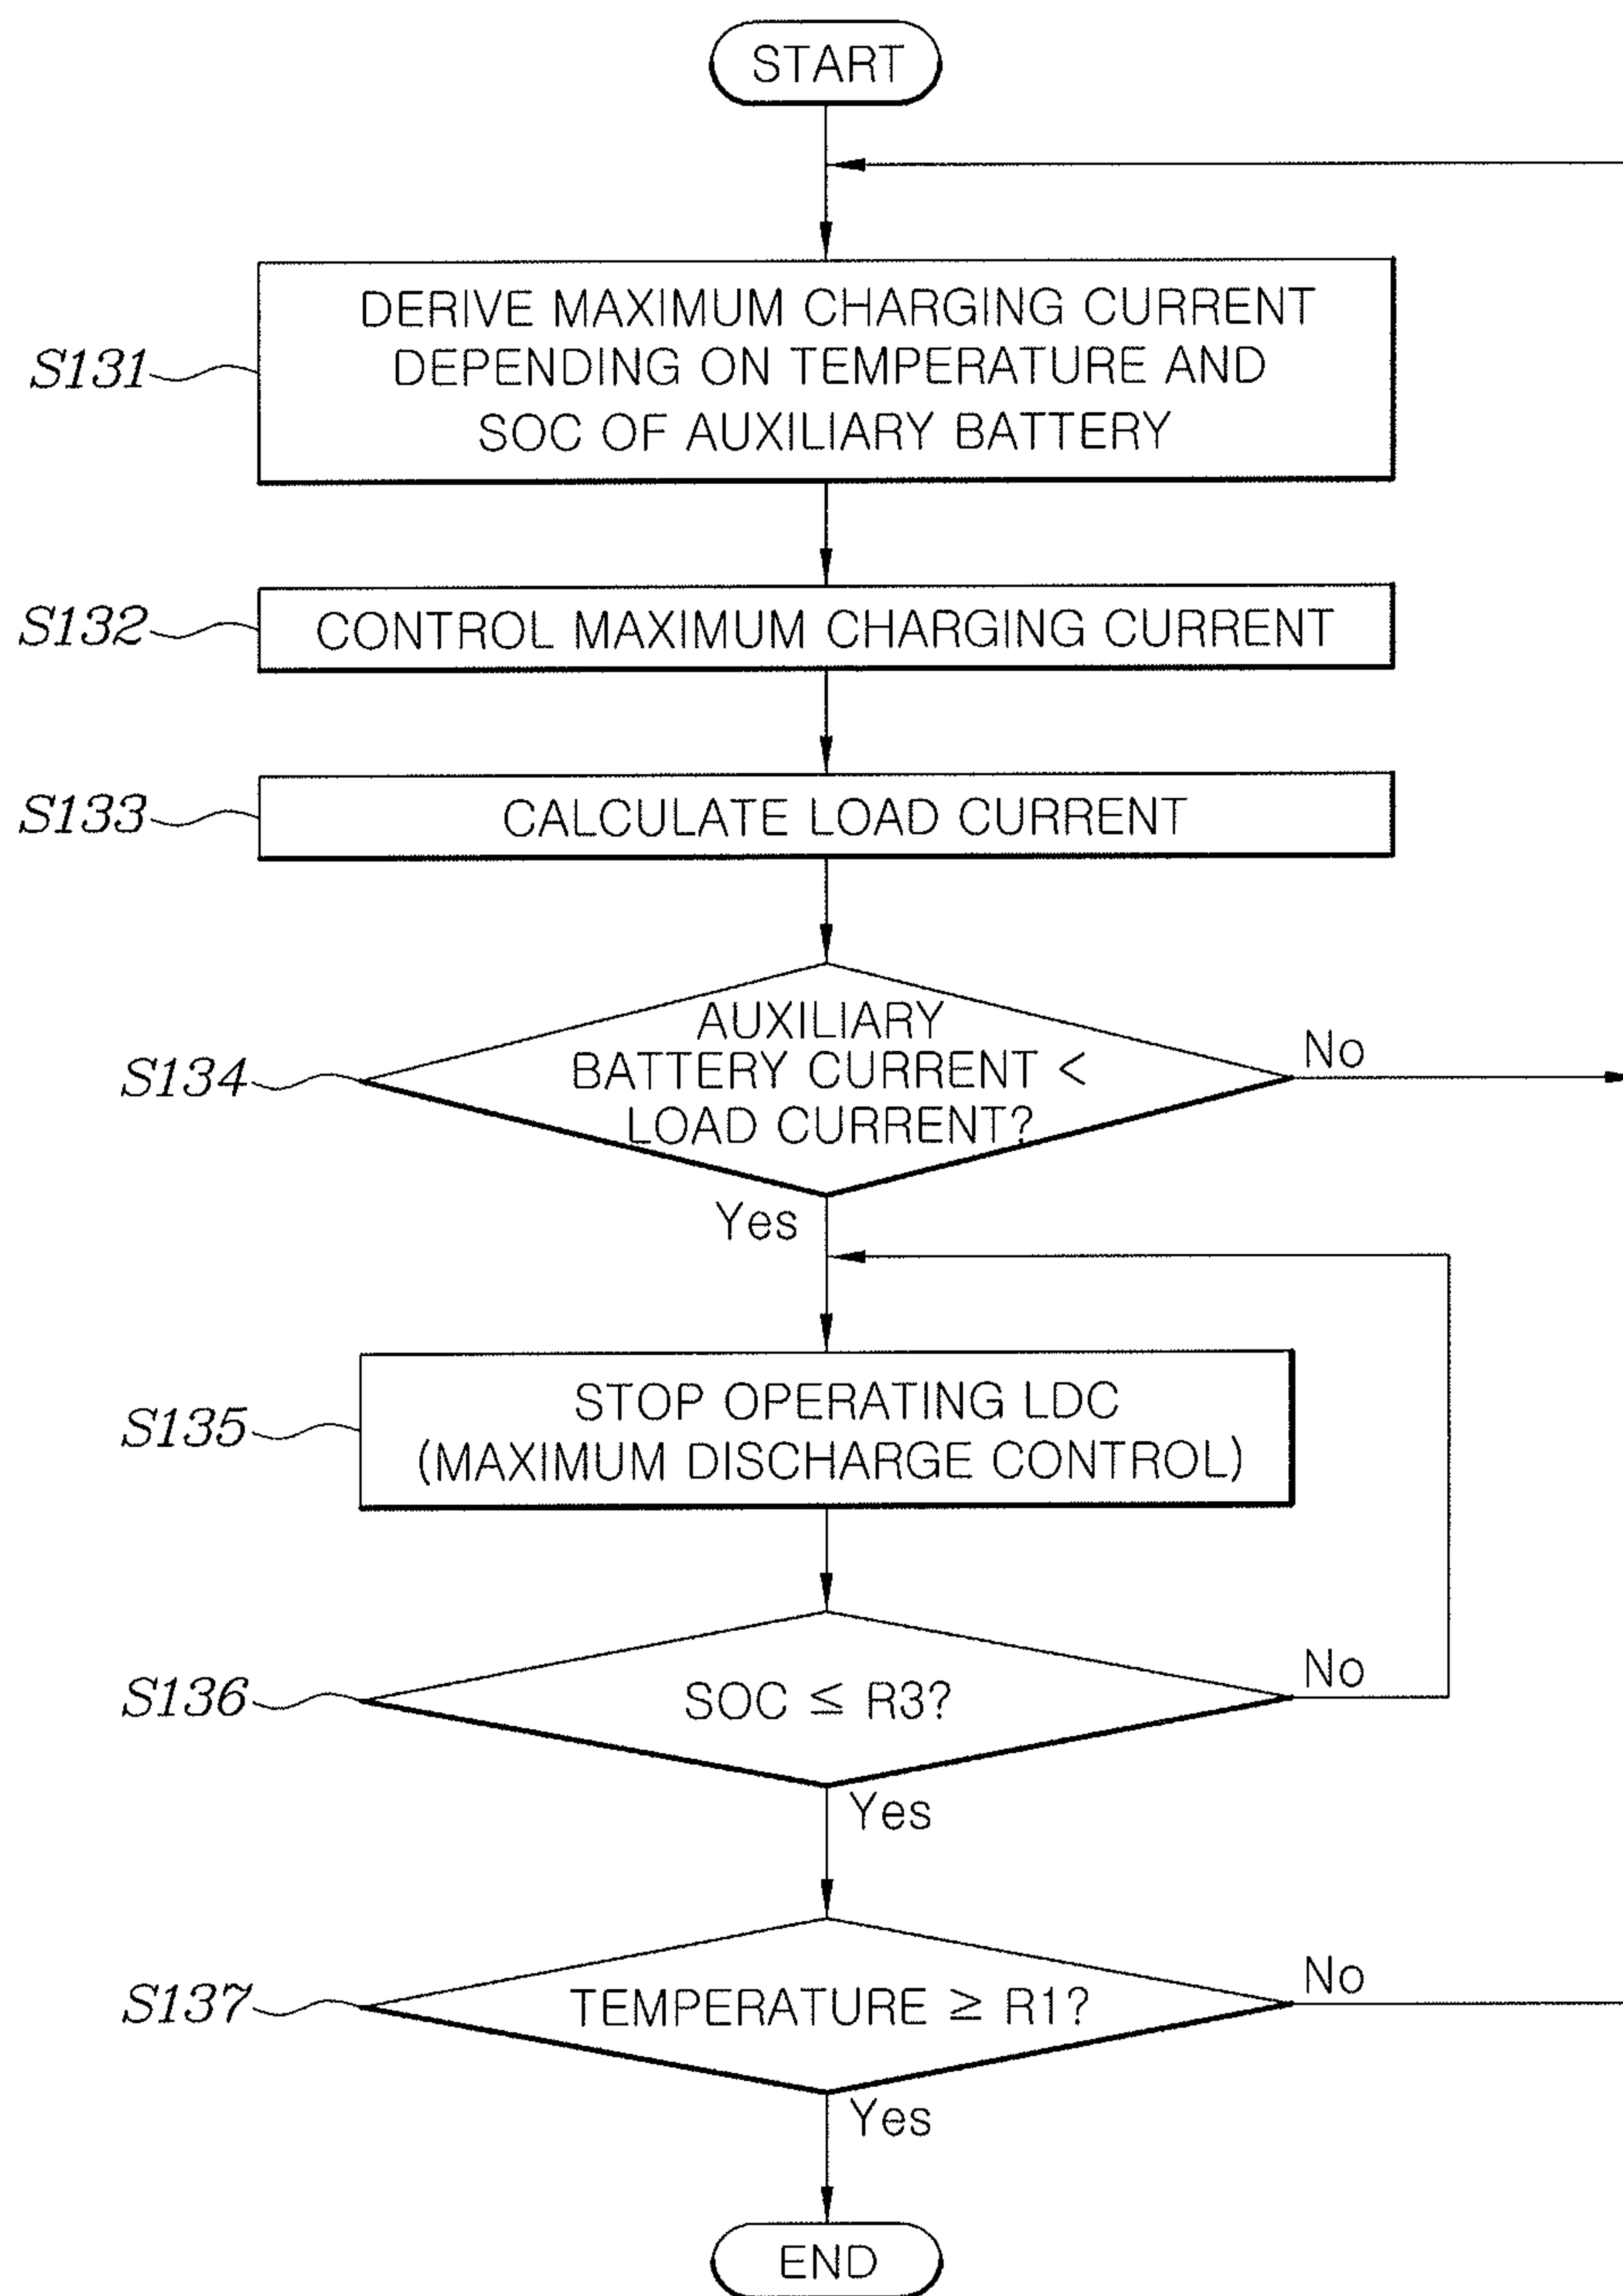 START
S131
DERIVE MAXIMUM CHARGING CURRENT
DEPENDING ON TEMPERATURE AND
SOC OF AUXILIARY BATTERY
S132
CONTROL MAXIMUM CHARGING CURRENT
S133
CALCULATE LOAD CURRENT
S134
AUXILIARY
BATTERY CURRENT <
LOAD CURRENT?
No
Yes
S135
STOP OPERATING LDC
(MAXIMUM DISCHARGE CONTROL)
S136
SOC ≤ R3?
No
Yes
S137
TEMPERATURE ≥ R1?
No
Yes
END